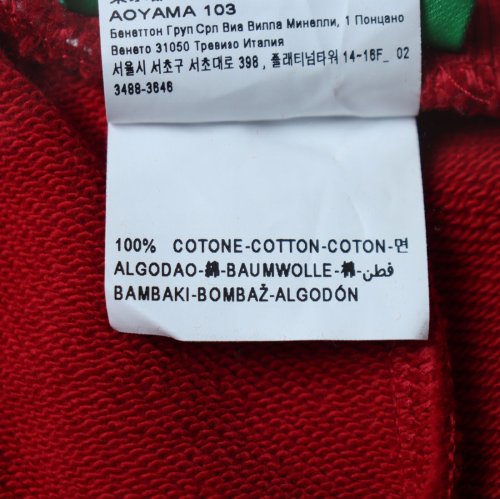 AOYAMA 103
Бенеттон Груп Срл Виа Вилла Минелли, 1 Понцано
Венето 31050 Тревизо Италия
서울시 서초구 서초대로 398 , 플래티넘타워 14-16F_ 02
3488-3646
100% COTONE-COTTON-COTON-면
ALGODAO-綿-BAUMWOLLE-棉-قطن
BAMBAKI-BOMBAŽ-ALGODÓN